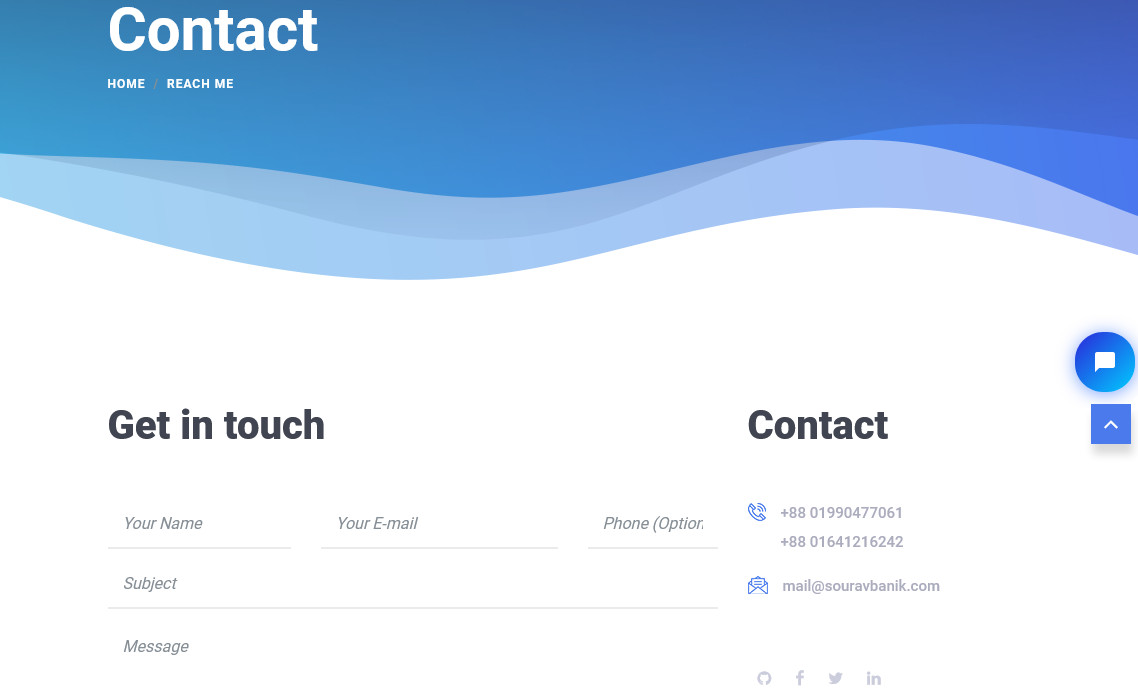 Contact
HOME / REACH ME
Get in touch
Your Name Your E-mail Phone (Option
Subject
Message
Contact
+88 01990477061
+88 01641216242
mail@souravbanik.com